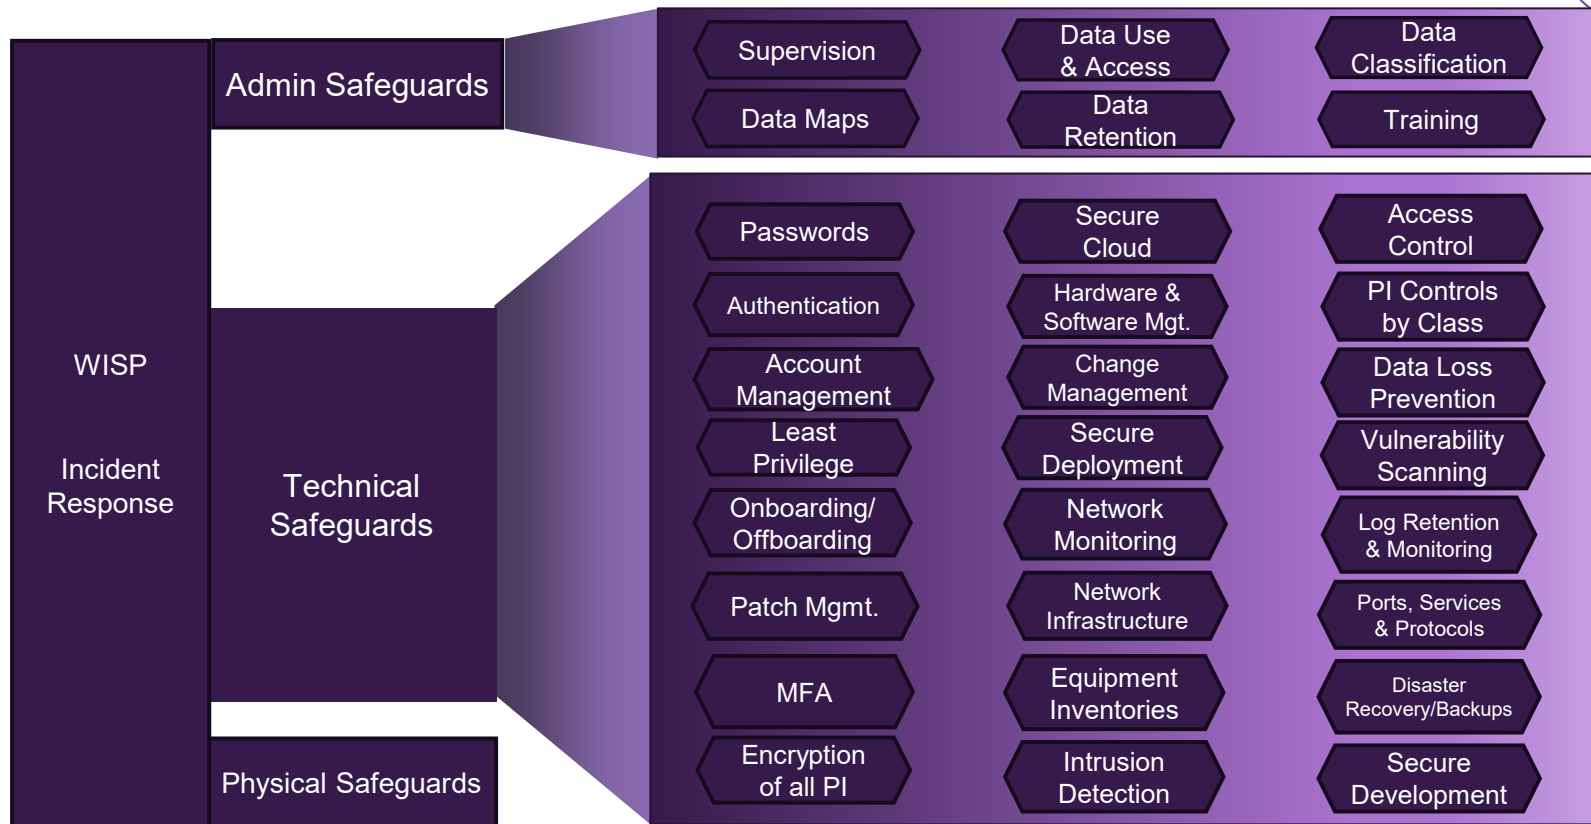 WISP
Incident
Response
Admin Safeguards
Supervision
Data Use
& Access
Data
Classification
Data Maps
Data
Retention
Training
Technical
Safeguards
Passwords
Secure
Cloud
Access
Control
Authentication
Hardware &
Software Mgt.
PI Controls
by Class
Account
Management
Change
Management
Data Loss
Prevention
Least
Privilege
Secure
Deployment
Vulnerability
Scanning
Onboarding/
Offboarding
Network
Monitoring
Log Retention
& Monitoring
Patch Mgmt.
Network
Infrastructure
Ports, Services
& Protocols
MFA
Equipment
Inventories
Disaster
Recovery/Backups
Encryption
of all PI
Intrusion
Detection
Secure
Development
Physical Safeguards